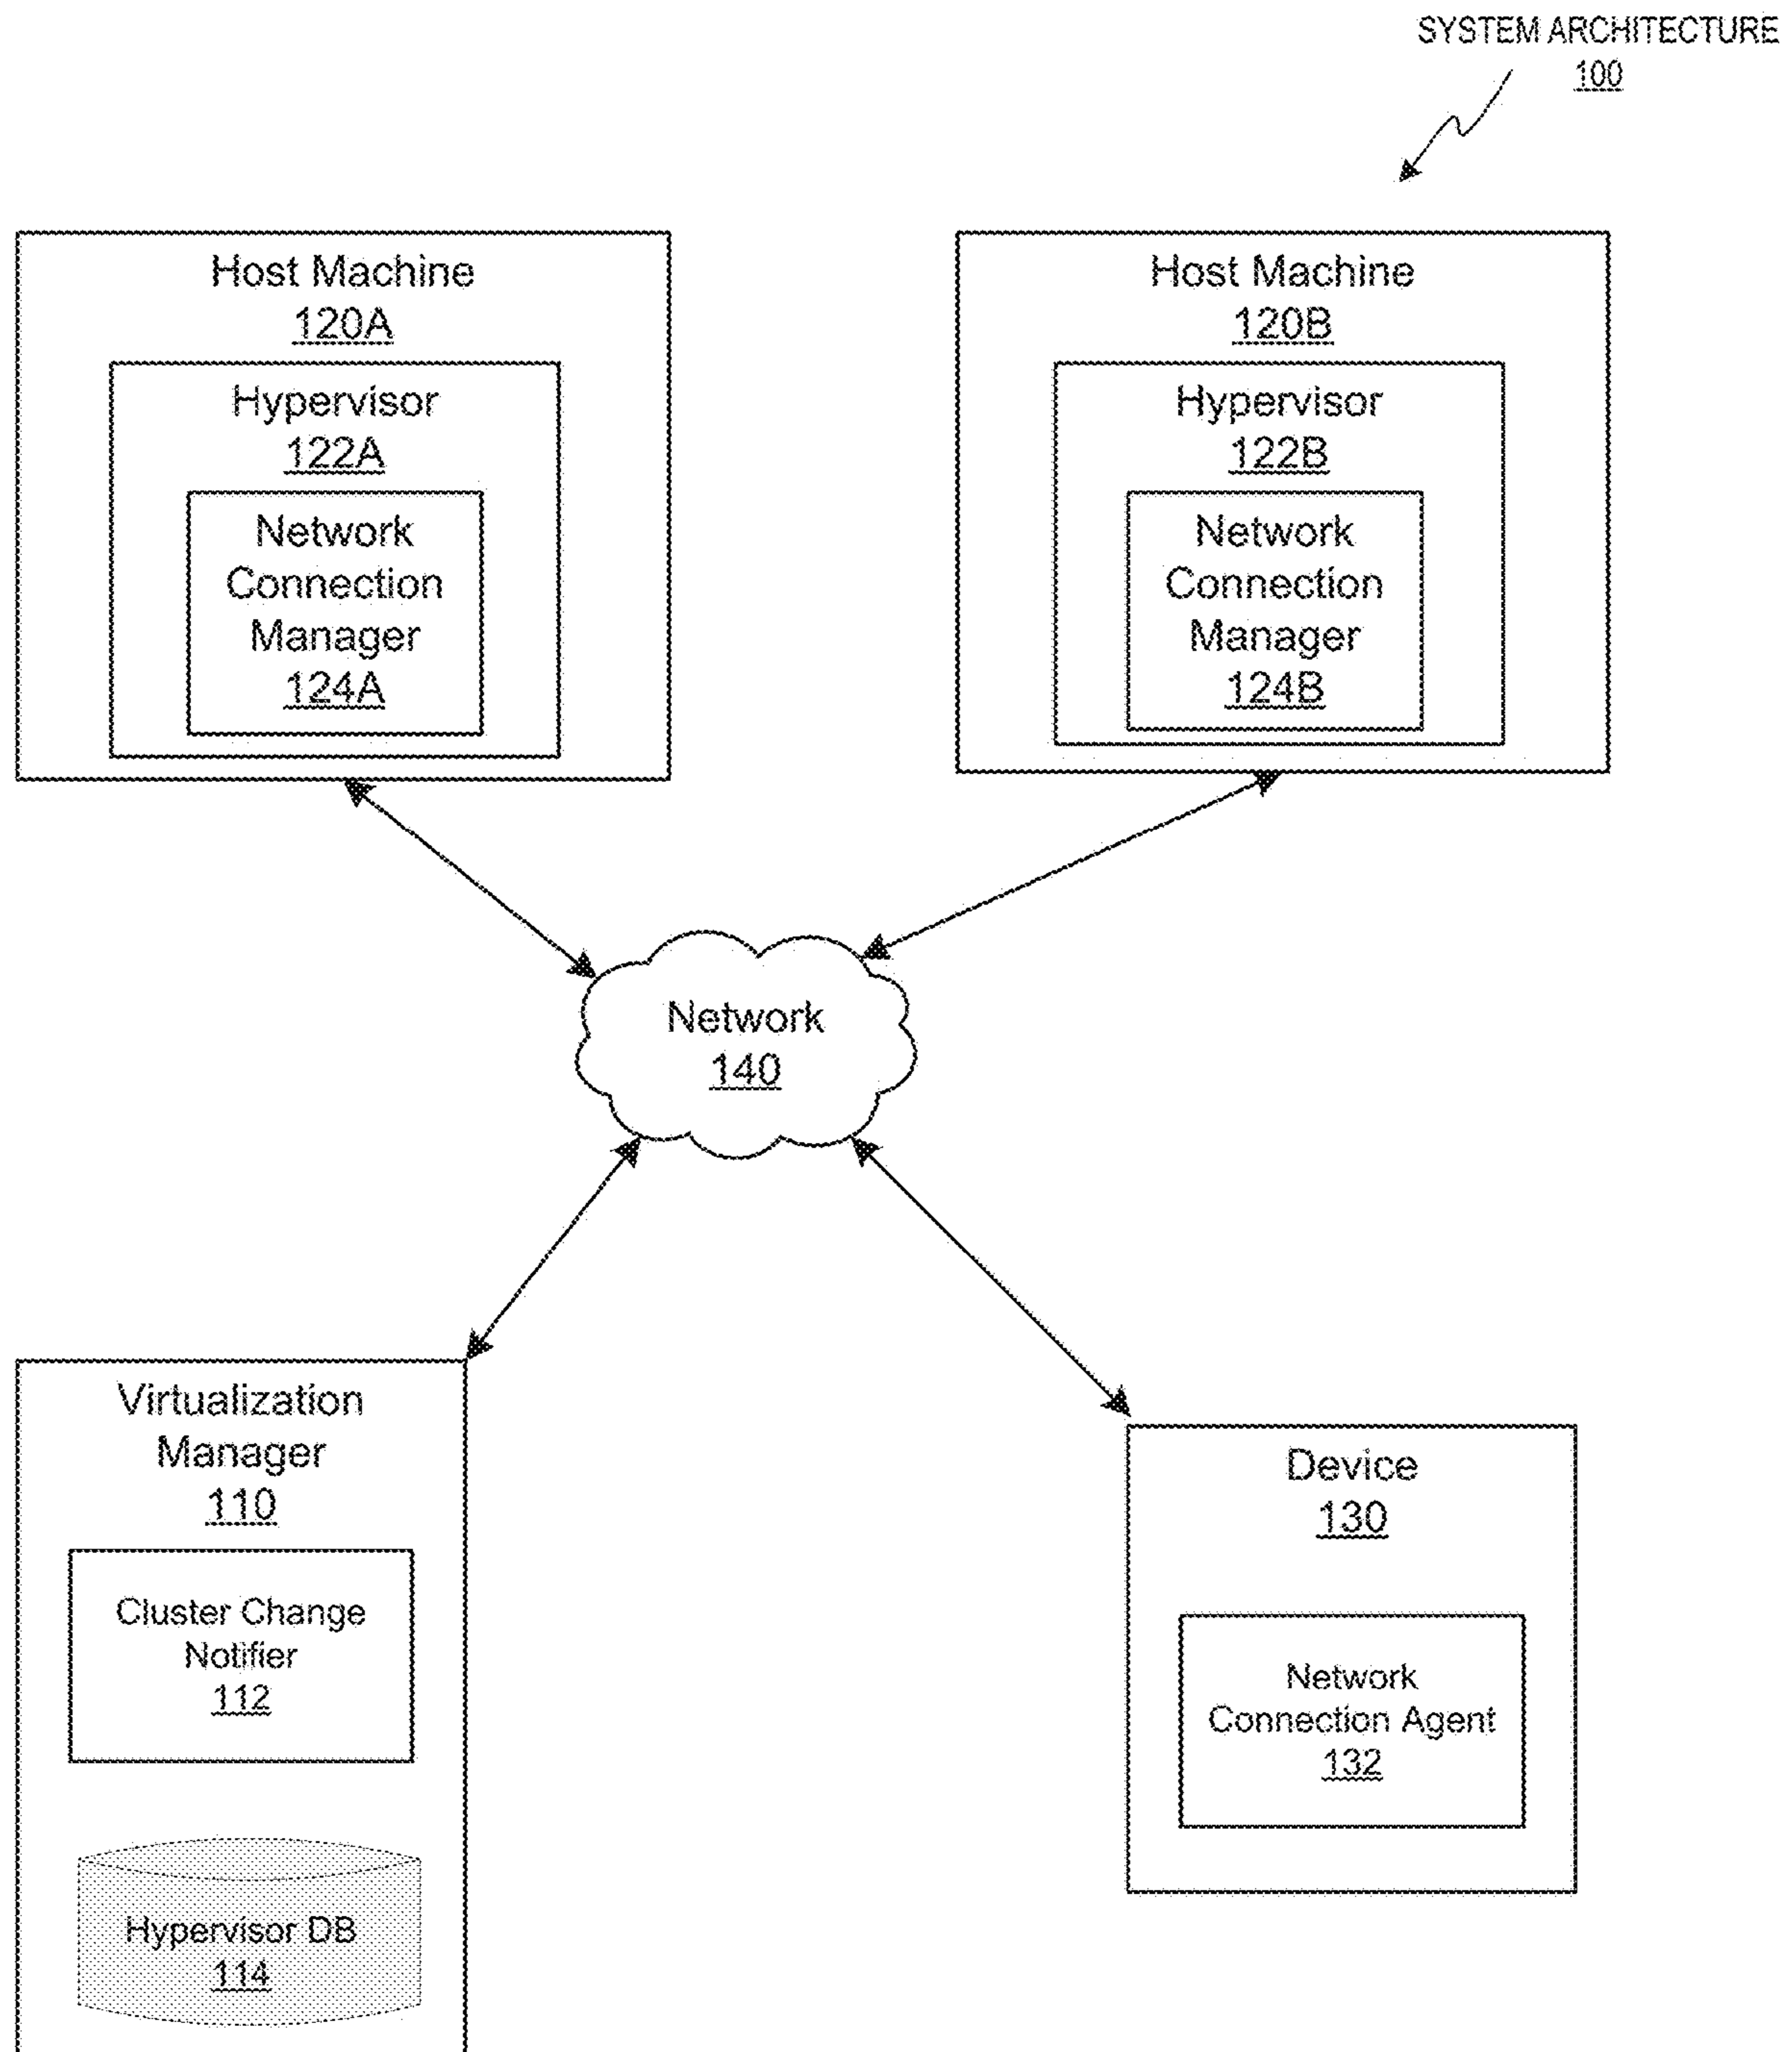 SYSTEM ARCHITECTURE
100
Host Machine
120A
Hypervisor
122A
Network
Connection
Manager
124A
Host Machine
120B
Hypervisor
122B
Network
Connection
Manager
124B
Network
140
Virtualization
Manager
110
Cluster Change
Notifier
112
Hypervisor DB
114
Device
130
Network
Connection Agent
132